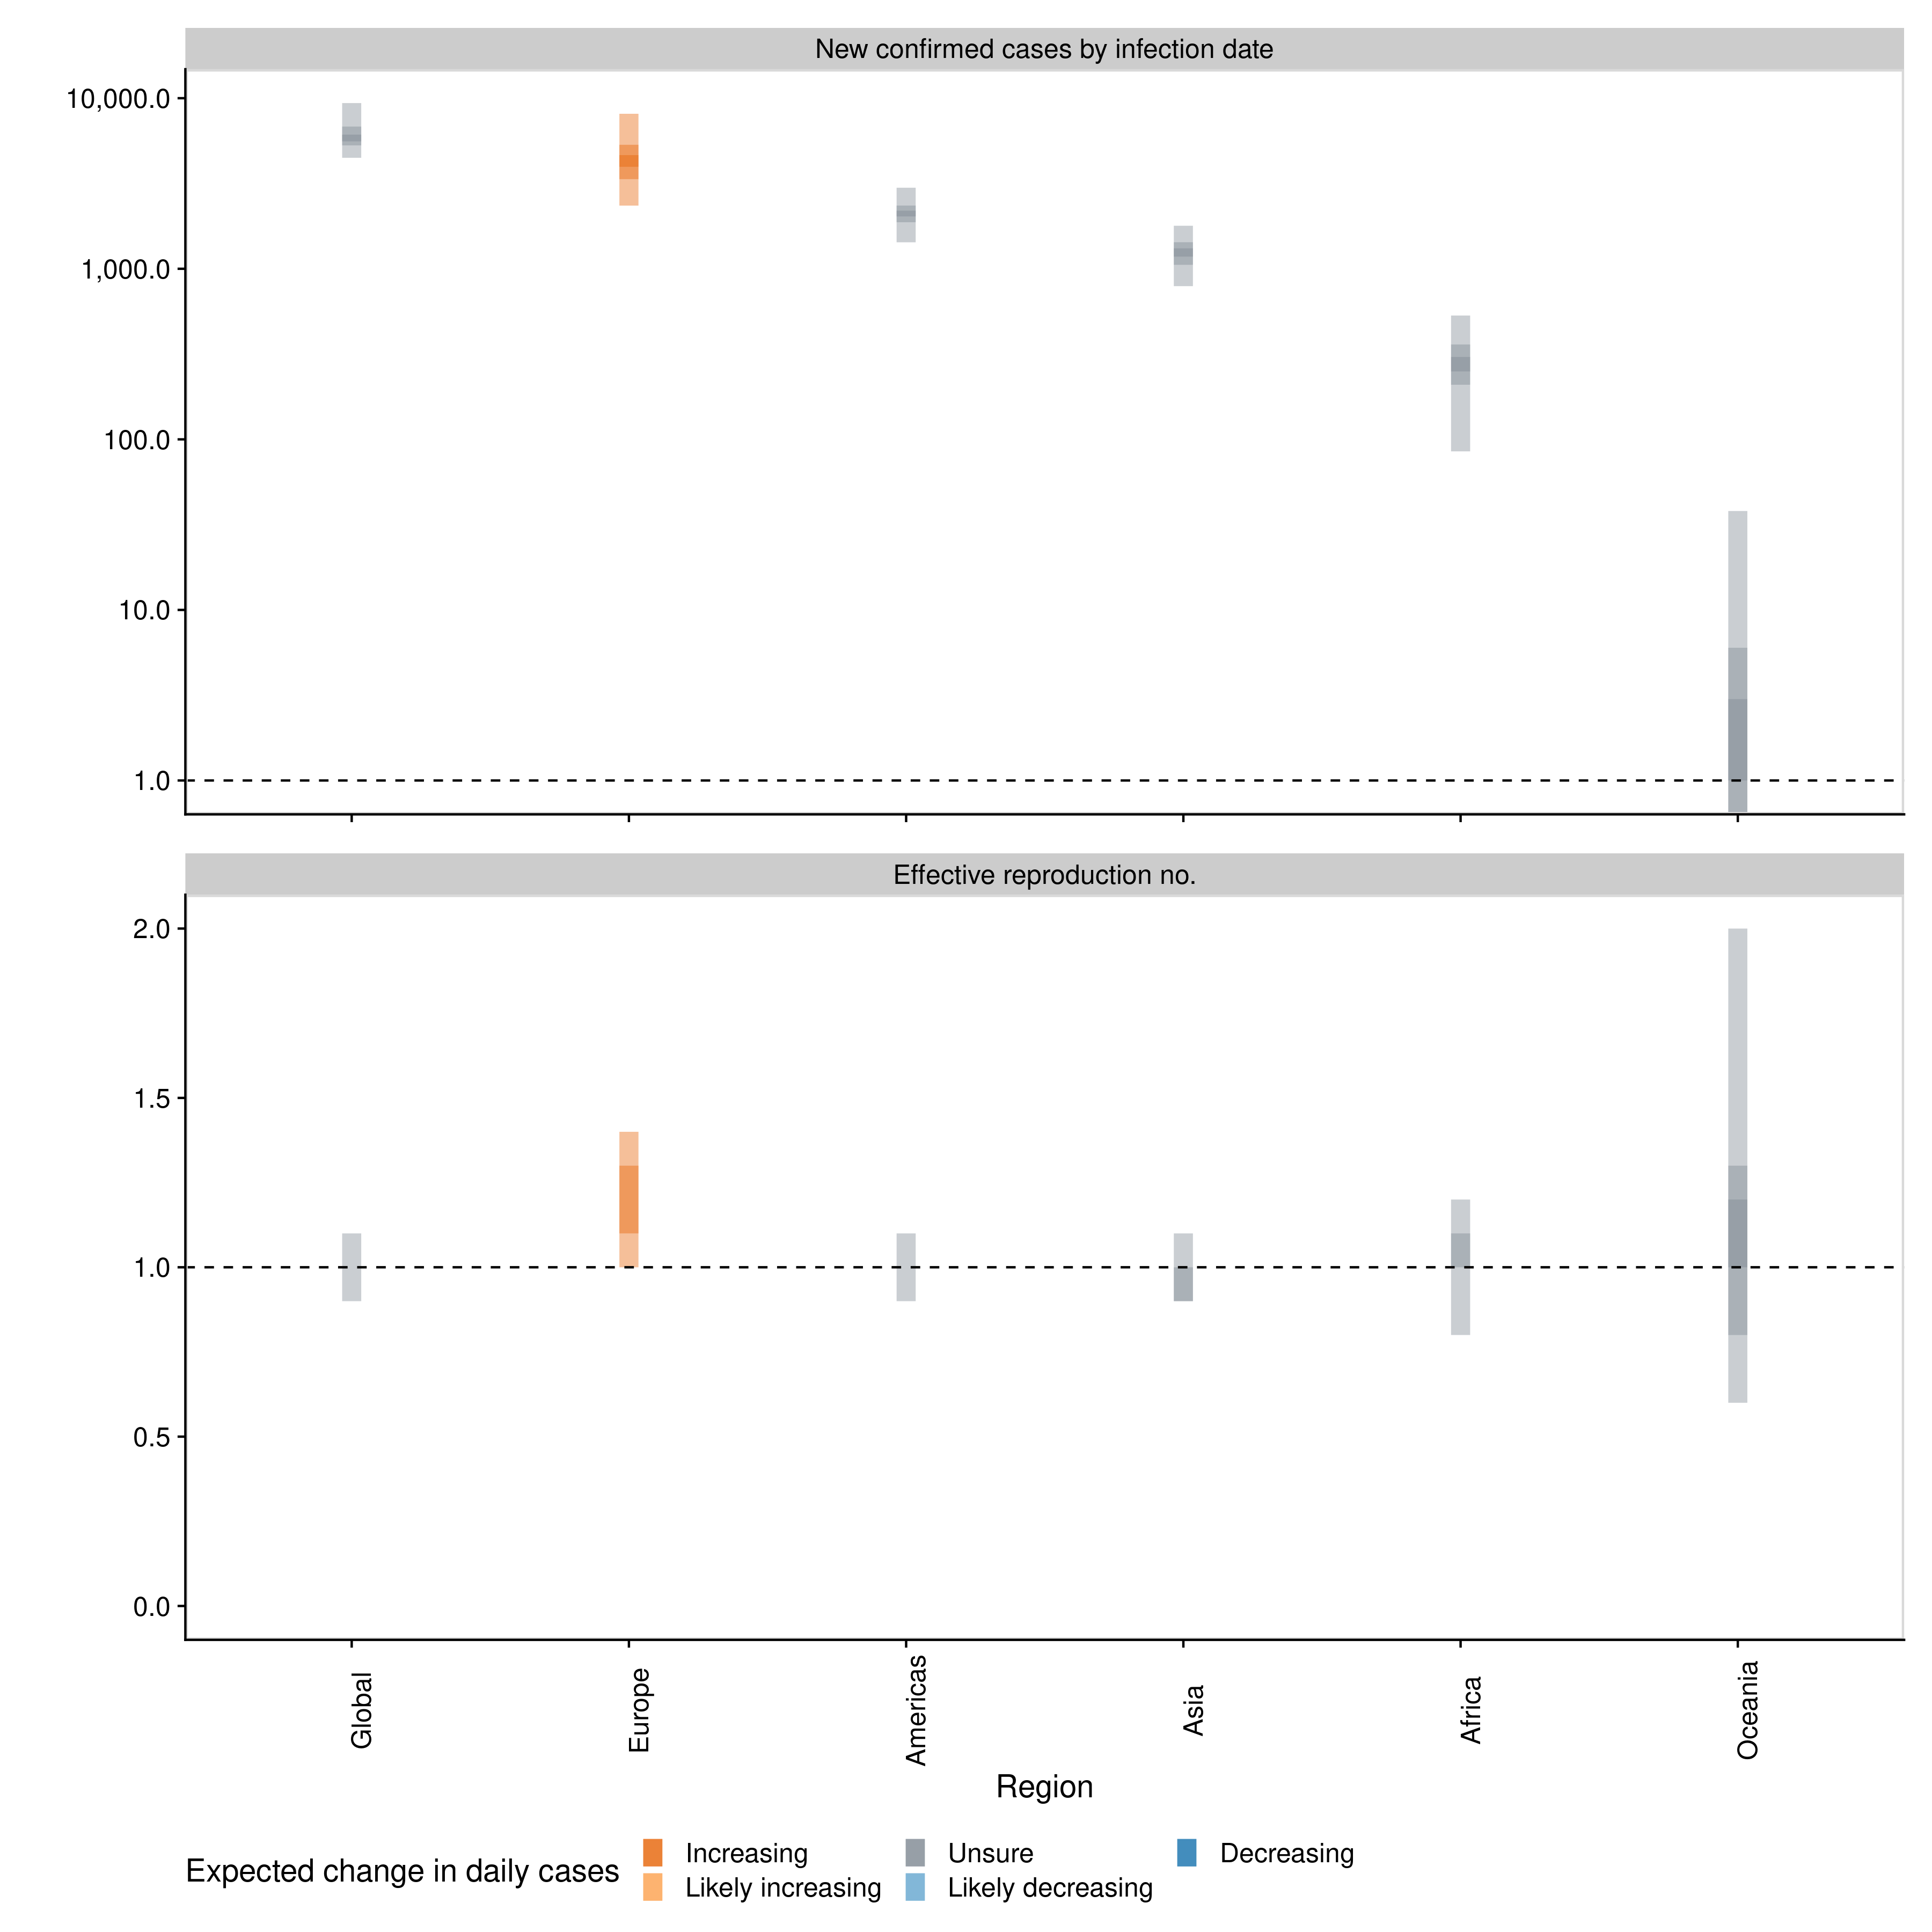 New confirmed cases by infection date
10,000.0
1,000.0
100.0
10.0
1.0
Effective reproduction no.
2.0
1.5
1.0
0.5
0.0
Global
Europe
Americas
Asia
Africa
Oceania
Region
Expected change in daily cases
Increasing
Likely increasing
Unsure
Likely decreasing
Decreasing